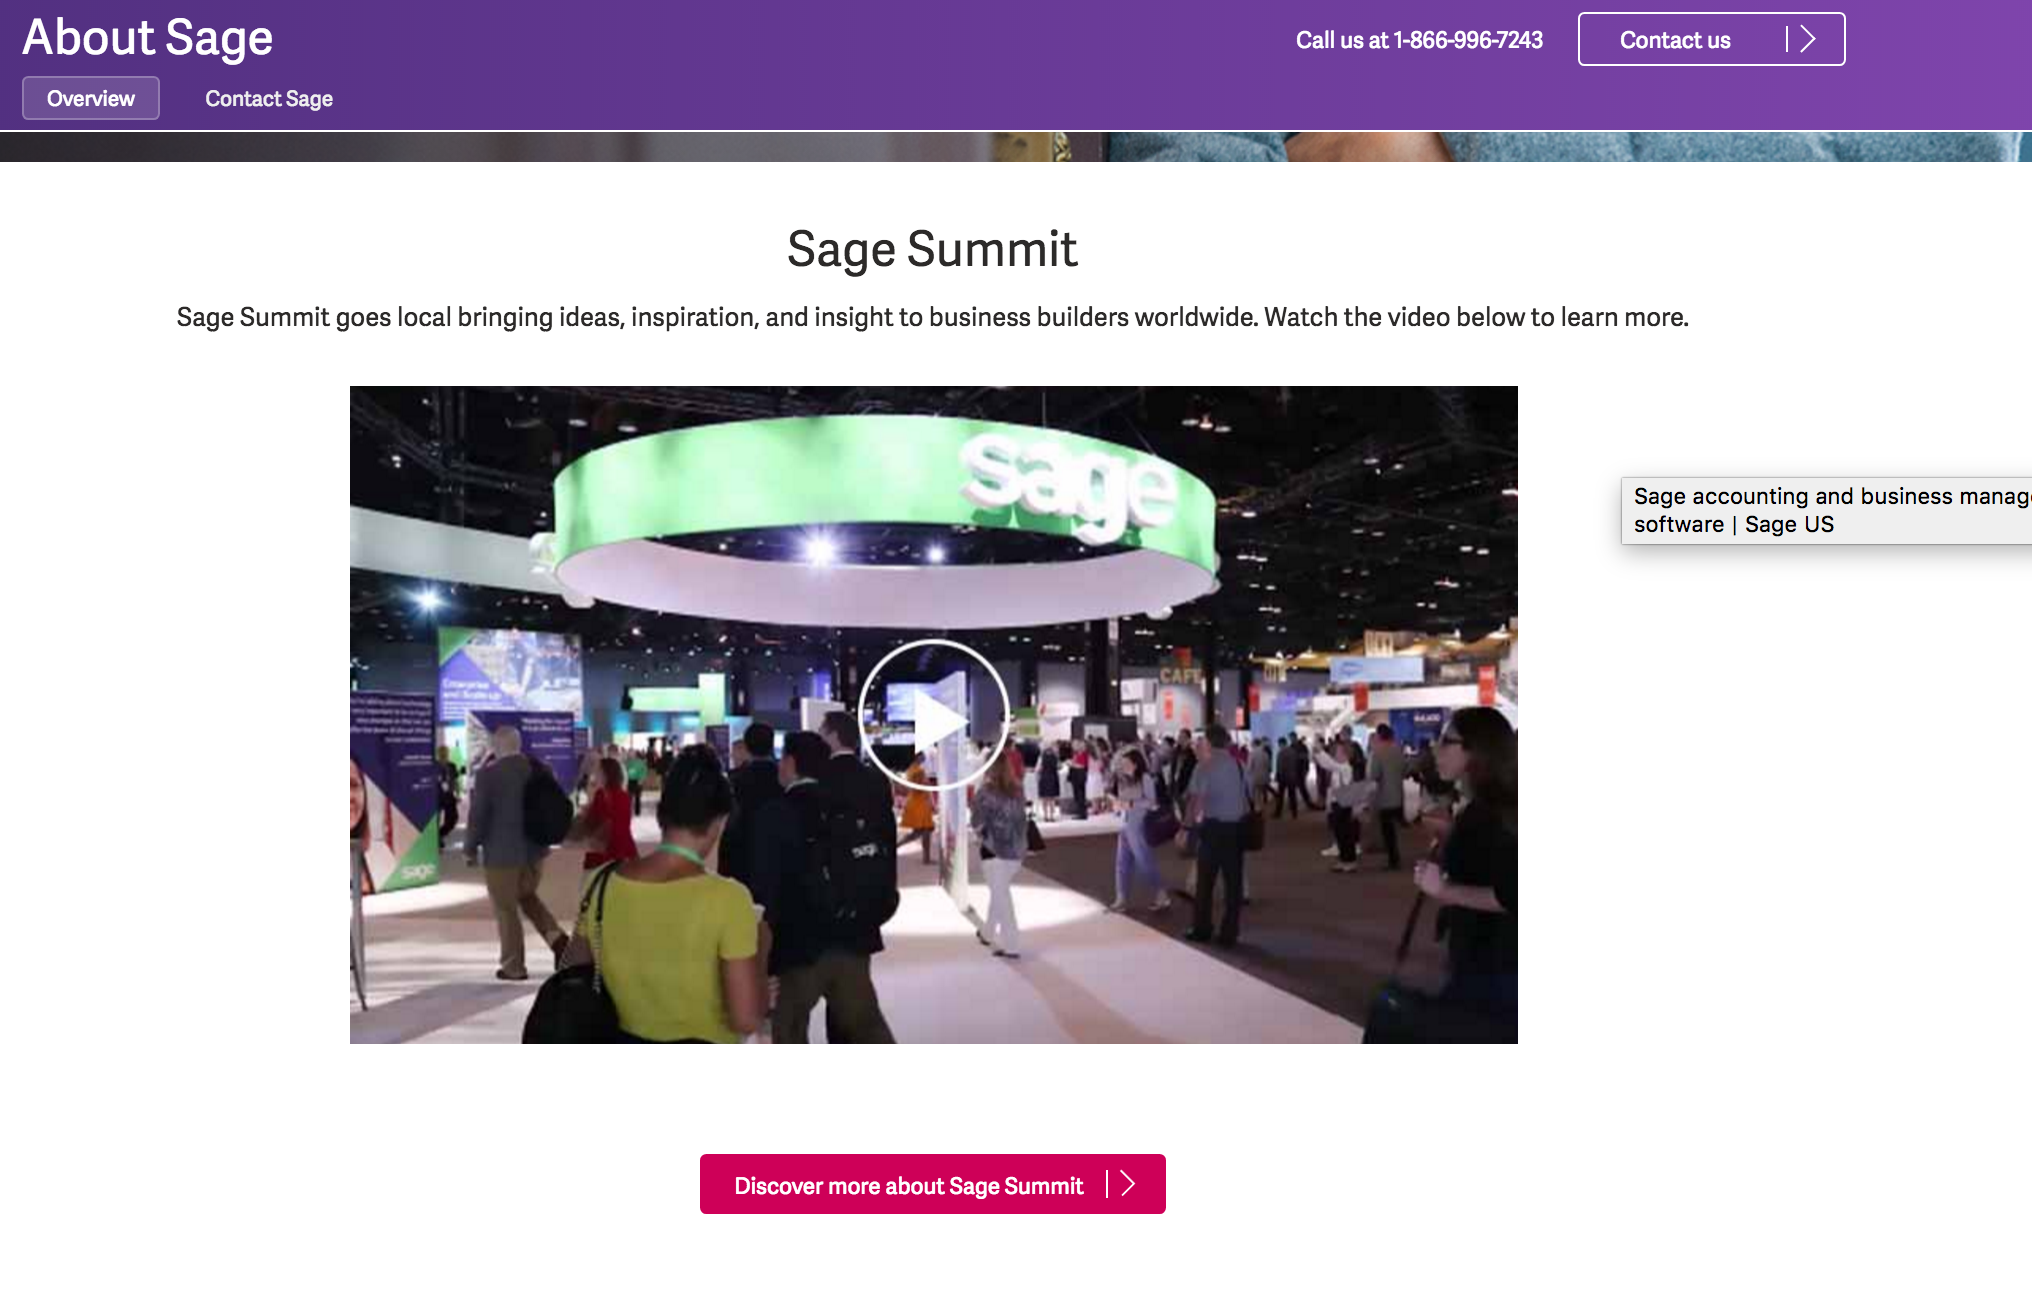 About Sage
Call us at 1-866-996-7243
Contact us
Overview
Contact Sage
Sage Summit
Sage Summit goes local bringing ideas, inspiration, and insight to business builders worldwide. Watch the video below to learn more.
sage
Sage accounting and business manag
software | Sage US
Enterprise
CAFE
sage
sage
Discover more about Sage Summit